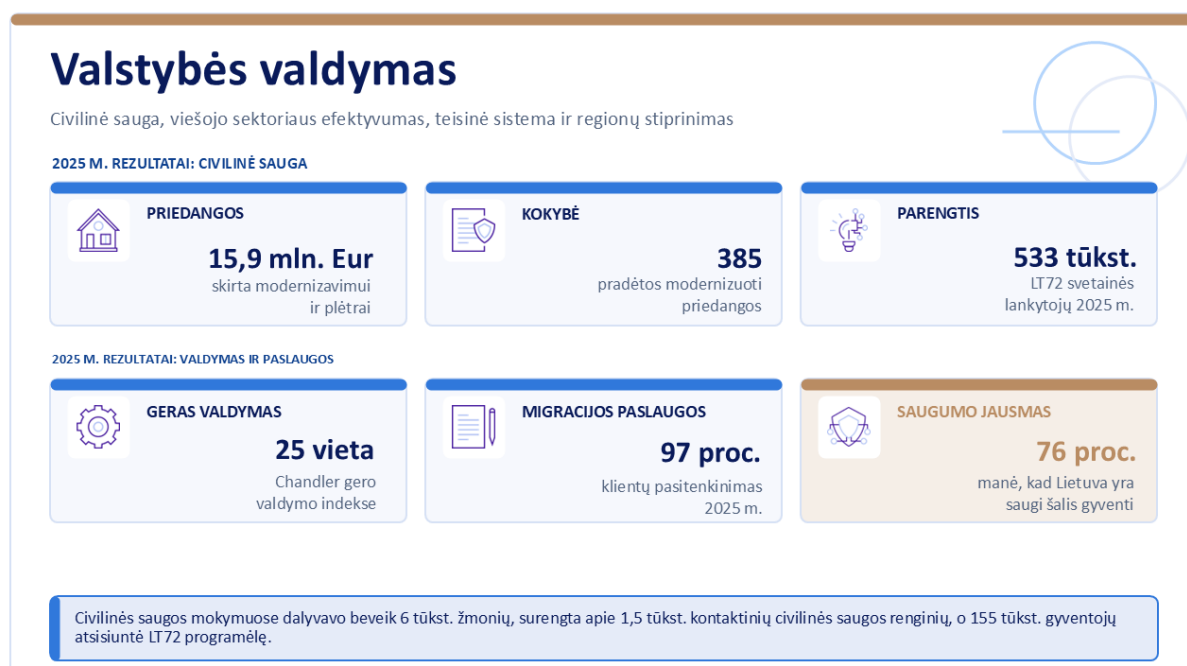 Valstybės valdymas
Civilinė sauga, viešojo sektoriaus efektyvumas, teisinė sistema ir regionų stiprinimas
2025 M. REZULTATAI: CIVILINĖ SAUGA
PRIEDANGOS
15,9 mln. Eur
skirta modernizavimui
ir plėtrai
KOKYBĖ
385
pradėtos modernizuoti
priedangos
PARENGTIS
533 tūkst.
LT72 svetainės
lankytojų 2025 m.
2025 M. REZULTATAI: VALDYMAS IR PASLAUGOS
GERAS VALDYMAS
25 vieta
Chandler gero
valdymo indekse
MIGRACIJOS PASLAUGOS
97 proc.
klientų pasitenkinimas
2025 m.
SAUGUMO JAUSMAS
76 proc.
manė, kad Lietuva yra
saugi šalis gyventi
Civilinės saugos mokymuose dalyvavo beveik 6 tūkst. žmonių, surengta apie 1,5 tūkst. kontaktinių civilinės saugos renginių, o 155 tūkst. gyventojų
atsisiuntė LT72 programėlę.